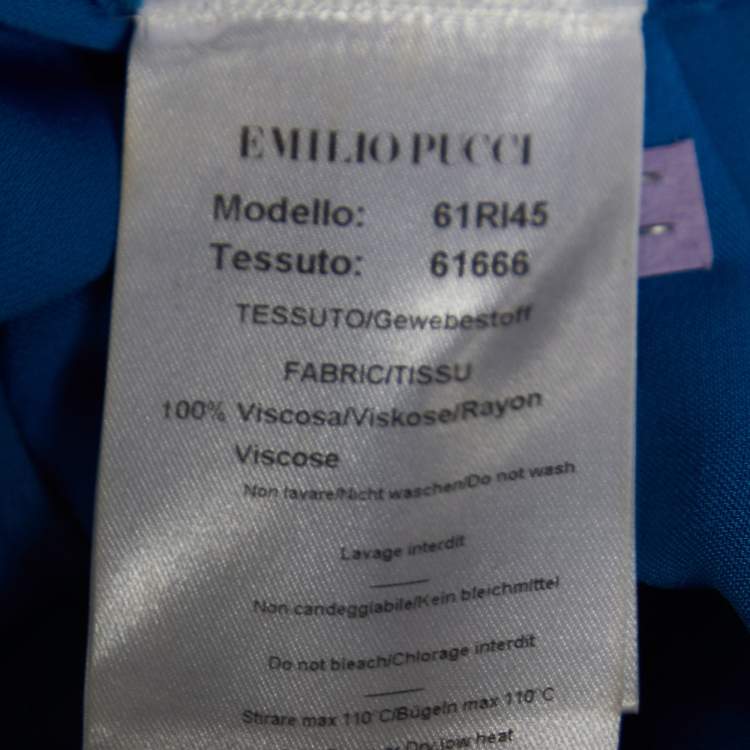 EMILIO PUCCI
Modello: 61RI45
Tessuto: 61666
TESSUTO/Gewebestoff
FABRIC/TISSU
100% Viscosa/Viskose/Rayon
Viscose
Non lavare/Nicht waschen/Do not wash
Lavage interdit
Non candeggiabile/Kein bleichmittel
Do not bleach/Chlorage interdit
Stirare max 110°C/Bügeln max 110°C
low heat